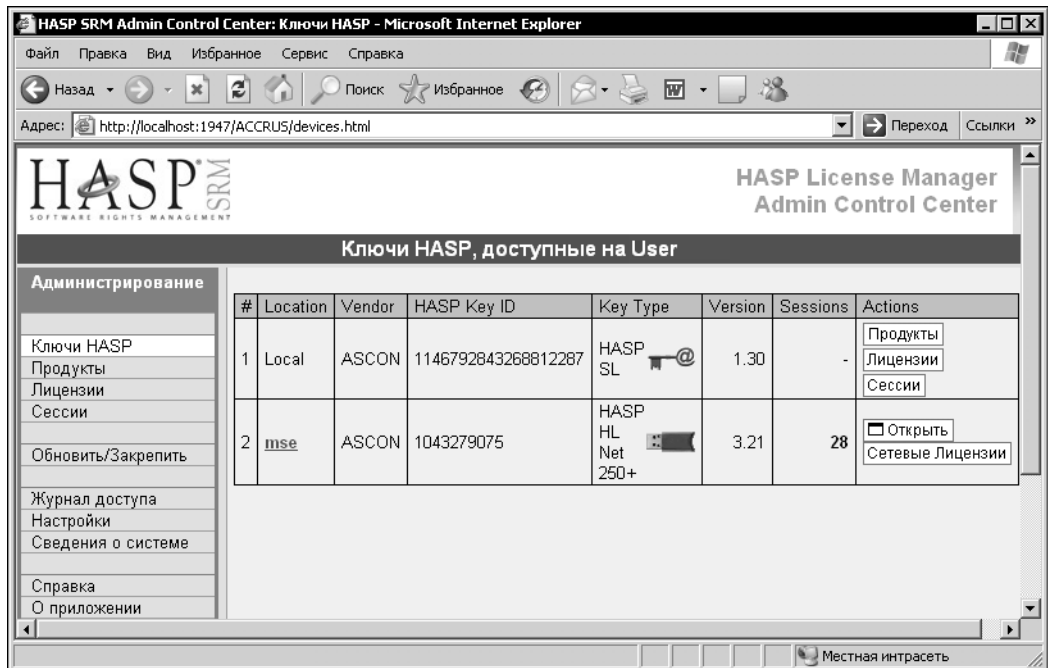 HASP SRM Admin Control Center: Ключи HASP - Microsoft Internet Explorer
Файл Правка Вид Избранное Сервис Справка
Назад Поиск Избранное
Адрес: http://localhost:1947/ACCRUS/devices.html Переход Ссылки »
HASP SRM
SOFTWARE RIGHTS MANAGEMENT
HASP License Manager
Admin Control Center
Ключи HASP, доступные на User
Администрирование
Ключи HASP
Продукты
Лицензии
Сессии
Обновить/Закрепить
Журнал доступа
Настройки
Сведения о системе
Справка
О приложении
# Location Vendor HASP Key ID Key Type Version Sessions Actions
1 Local ASCON 1146792843268812287 HASP SL 1.30 - Продукты
Лицензии
Сессии
2 mse ASCON 1043279075 HASP HL Net 250+ 3.21 28 Открыть
Сетевые Лицензии
Местная интрасеть